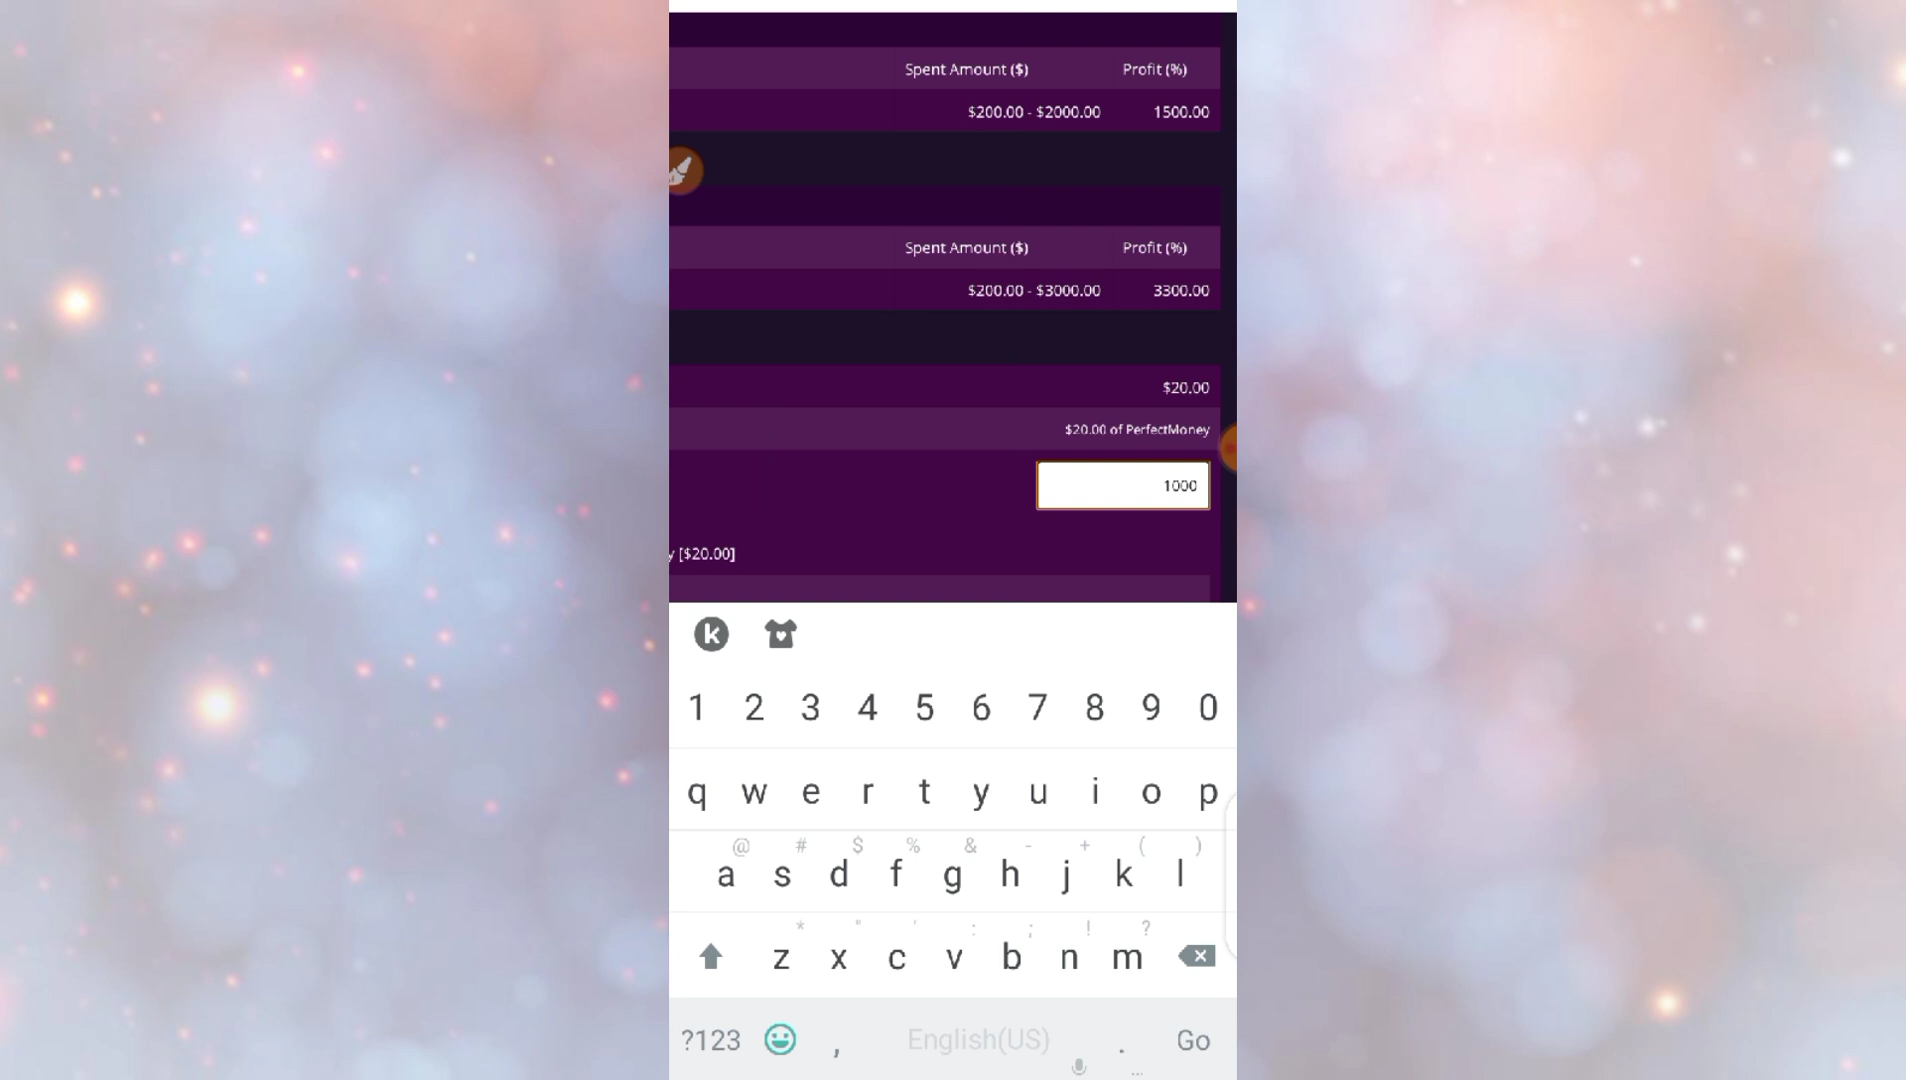 Spent Amount ($) Profit (%)
$200.00 - $2000.00 1500.00
Spent Amount ($) Profit (%)
$200.00 - $3000.00 3300.00
$20.00
$20.00 of PerfectMoney
1000
y [$20.00]
k
1 2 3 4 5 6 7 8 9 0
q w e r t y u i o p
@ # $ % & - + ( )
a s d f g h j k l
* " ' : ; ! ?
z x c v b n m
?123 , English(US) . Go
...